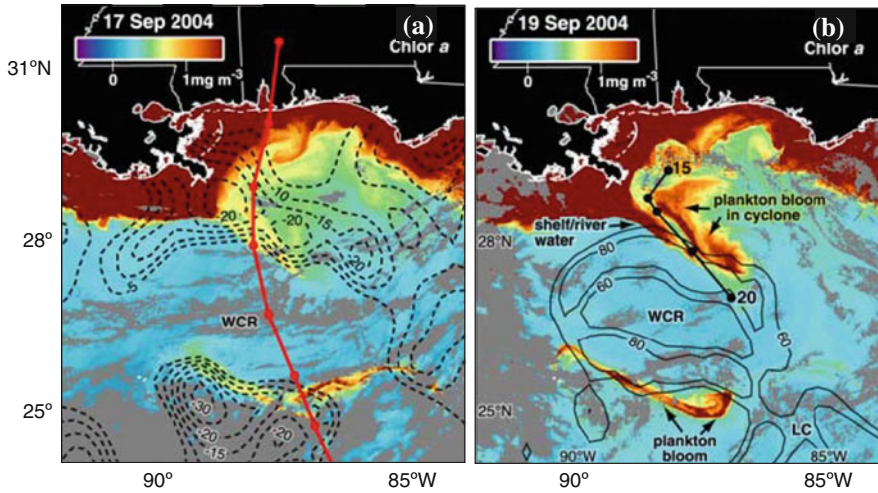 17 Sep 2004
(a)
Chlor a
0
1mg m⁻³
31°N
28°
25°
-10
-15
-20
-20
-20
-5
WCR
-30
-20
-15
-20
90°
85°W
19 Sep 2004
(b)
Chlor a
0
1mg m⁻³
15
plankton bloom
in cyclone
shelf/river
water
28°N
80
60
20
WCR
60
80
25°N
plankton
bloom
LC
90°W
85°W
90°
85°W